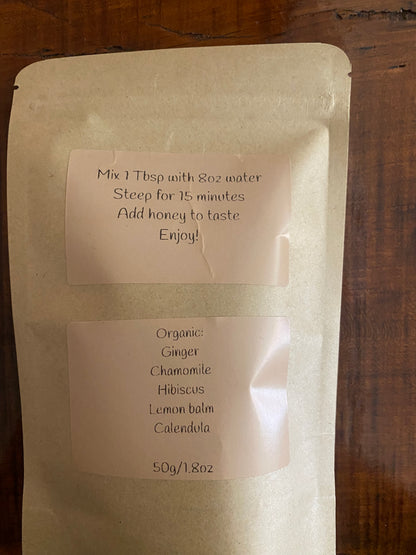 Mix 1 Tbsp with 8oz water
Steep for 15 minutes
Add honey to taste
Enjoy!
Organic:
Ginger
Chamomile
Hibiscus
Lemon balm
Calendula
50g/1.8oz